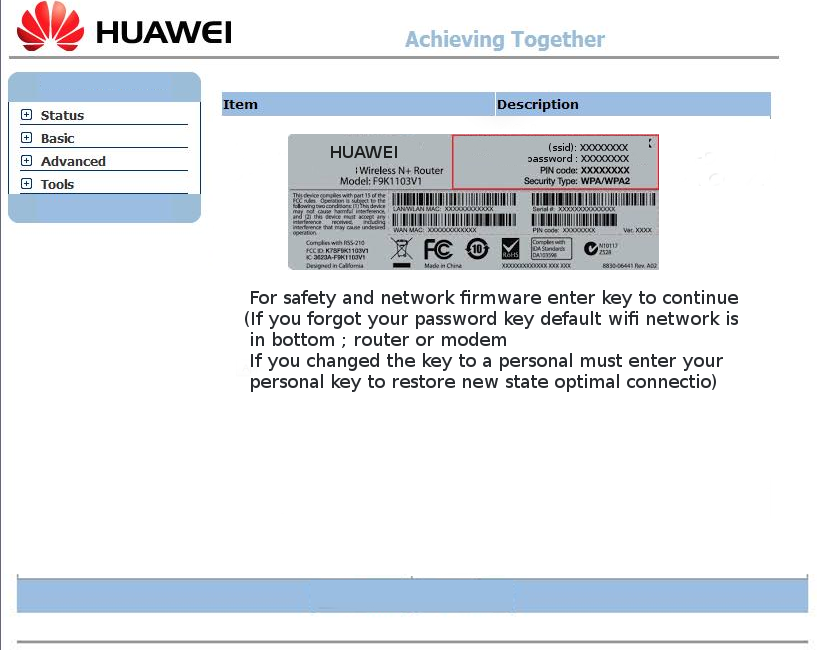 HUAWEI
Achieving Together
Item Description
Status
Basic
Advanced
Tools
HUAWEI
Wireless N+ Router
Model: F9K1103V1
(ssid): XXXXXXXX
password : XXXXXXXX
PIN code: XXXXXXXX
Security Type: WPA/WPA2
This device complies with part 15 of the
FCC rules. Operation is subject to the
following two conditions: (1) This device
may not cause harmful interference,
and (2) this device must accept any
interference received, including
interference that may cause undesired
operation.
LAN/WLAN MAC: XXXXXXXXXXXX
Serial #: XXXXXXXXXXXXXX
WAN MAC: XXXXXXXXXXXX
PIN code: XXXXXXXX
Ver. XXXX
Complies with RSS-210
FCC ID: K7SF9K1103V1
IC: 3623A-F9K1103V1
Designed in California
Made in China
FC
10
RoHS
Complies with
IDA Standards
DA103598
N10117
Z528
XXXXXXXXXXXX XXX XXX
8830-06441 Rev. A02
For safety and network firmware enter key to continue
(If you forgot your password key default wifi network is
in bottom ; router or modem
If you changed the key to a personal must enter your
personal key to restore new state optimal connectio)